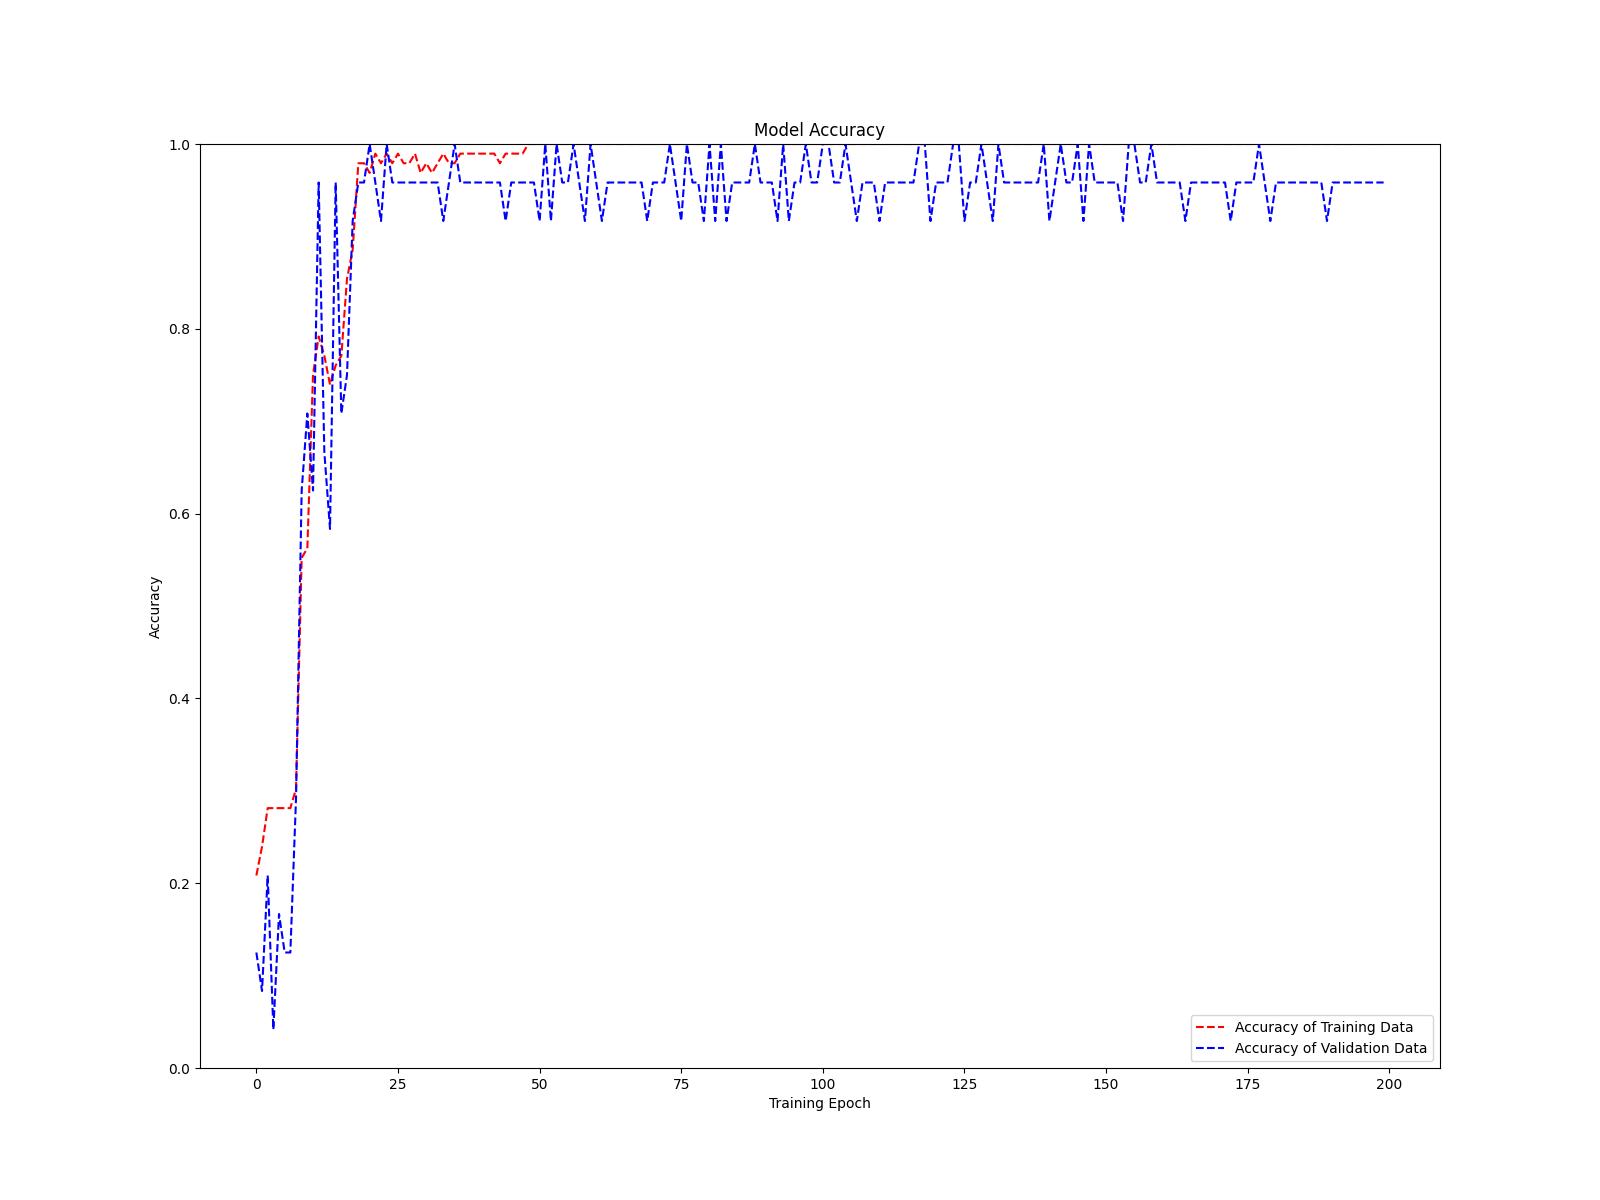 Model Accuracy
1.0
0.8
0.6
0.4
0.2
0.0
Accuracy
0 25 50 75 100 125 150 175 200
Training Epoch
Accuracy of Training Data
Accuracy of Validation Data